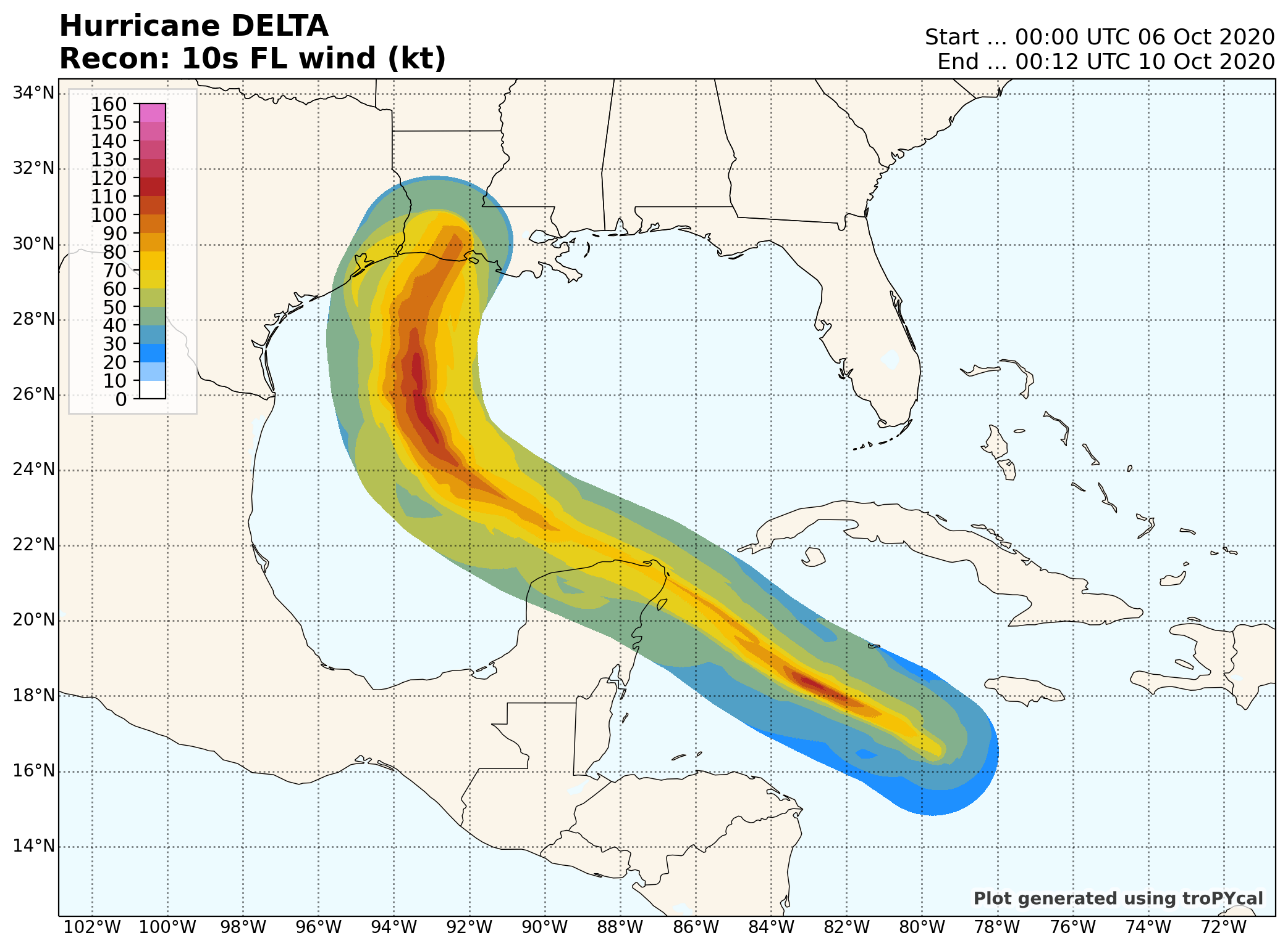 Hurricane DELTA
Recon: 10s FL wind (kt)
Start ... 00:00 UTC 06 Oct 2020
End ... 00:12 UTC 10 Oct 2020
160
150
140
130
120
110
100
90
80
70
60
50
40
30
20
10
0
34°N
32°N
30°N
28°N
26°N
24°N
22°N
20°N
18°N
16°N
14°N
Plot generated using troPYcal
102°W 100°W 98°W 96°W 94°W 92°W 90°W 88°W 86°W 84°W 82°W 80°W 78°W 76°W 74°W 72°W